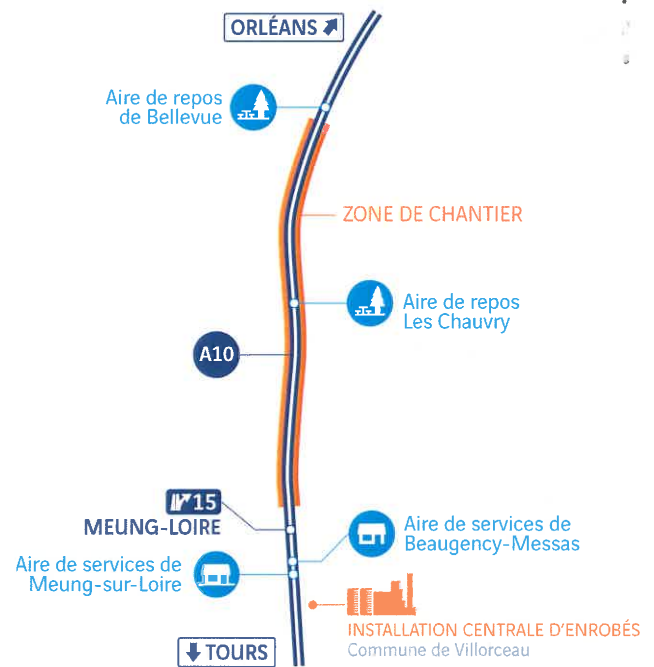 ORLÉANS
Aire de repos
de Bellevue
ZONE DE CHANTIER
Aire de repos
Les Chauvry
A10
15
MEUNG-LOIRE
Aire de services de
Beaugency-Messas
Aire de services de
Meung-sur-Loire
INSTALLATION CENTRALE D'ENROBÉS
Commune de Villorceau
TOURS